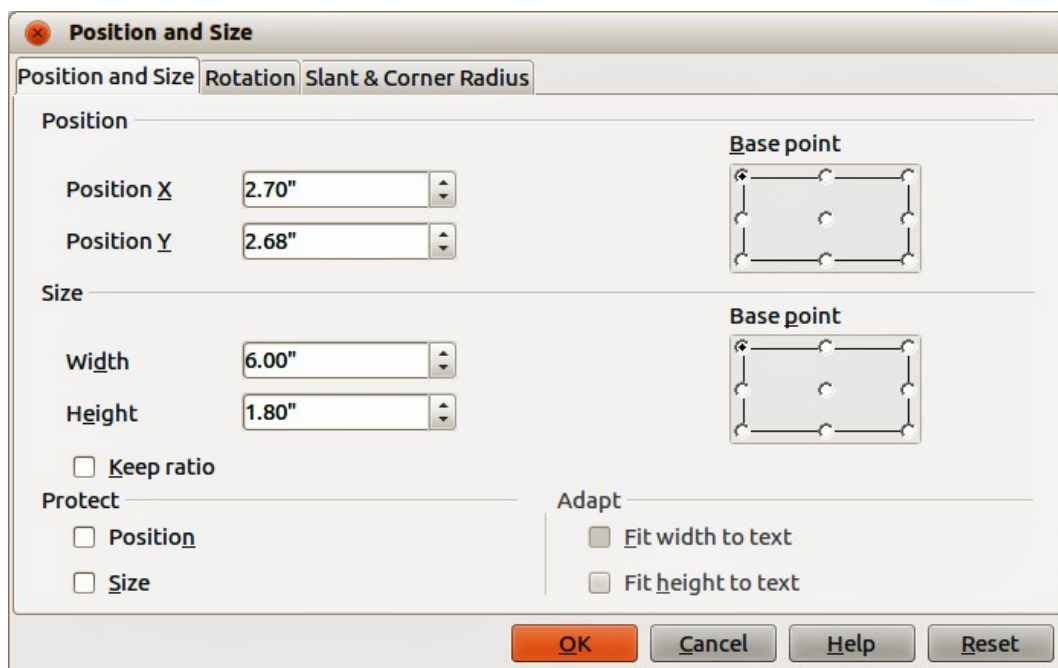 Position and Size
Position and Size Rotation Slant & Corner Radius
Position
Base point
Position X 2.70"
Position Y 2.68"
Size
Base point
Width 6.00"
Height 1.80"
Keep ratio
Protect Adapt
Position Fit width to text
Size Fit height to text
OK Cancel Help Reset